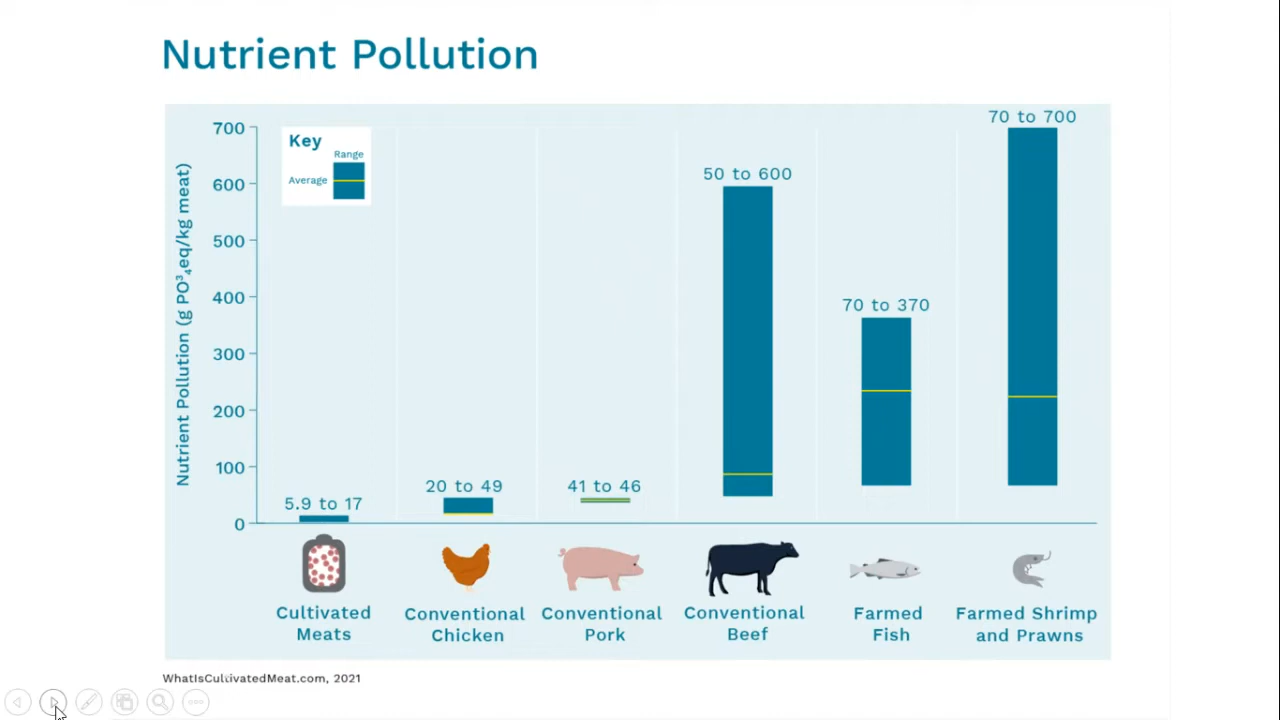 Nutrient Pollution
Nutrient Pollution (g PO³₄eq/kg meat)
700
600
500
400
300
200
100
0
Key
Range
Average
5.9 to 17
20 to 49
41 to 46
50 to 600
70 to 370
70 to 700
Cultivated
Meats
Conventional
Chicken
Conventional
Pork
Conventional
Beef
Farmed
Fish
Farmed Shrimp
and Prawns
WhatIsCultivatedMeat.com, 2021